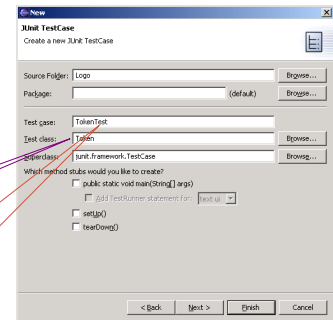 New
JUnit TestCase
Create a new JUnit TestCase
Source Folder: Logo Browse...
Package: (default) Browse...
Test case: TokenTest
Test class: Token Browse...
Superclass: junit.framework.TestCase Browse...
Which method stubs would you like to create?
public static void main(String[] args)
Add TestRunner statement for: text ui
setUp()
tearDown()
< Back Next > Finish Cancel